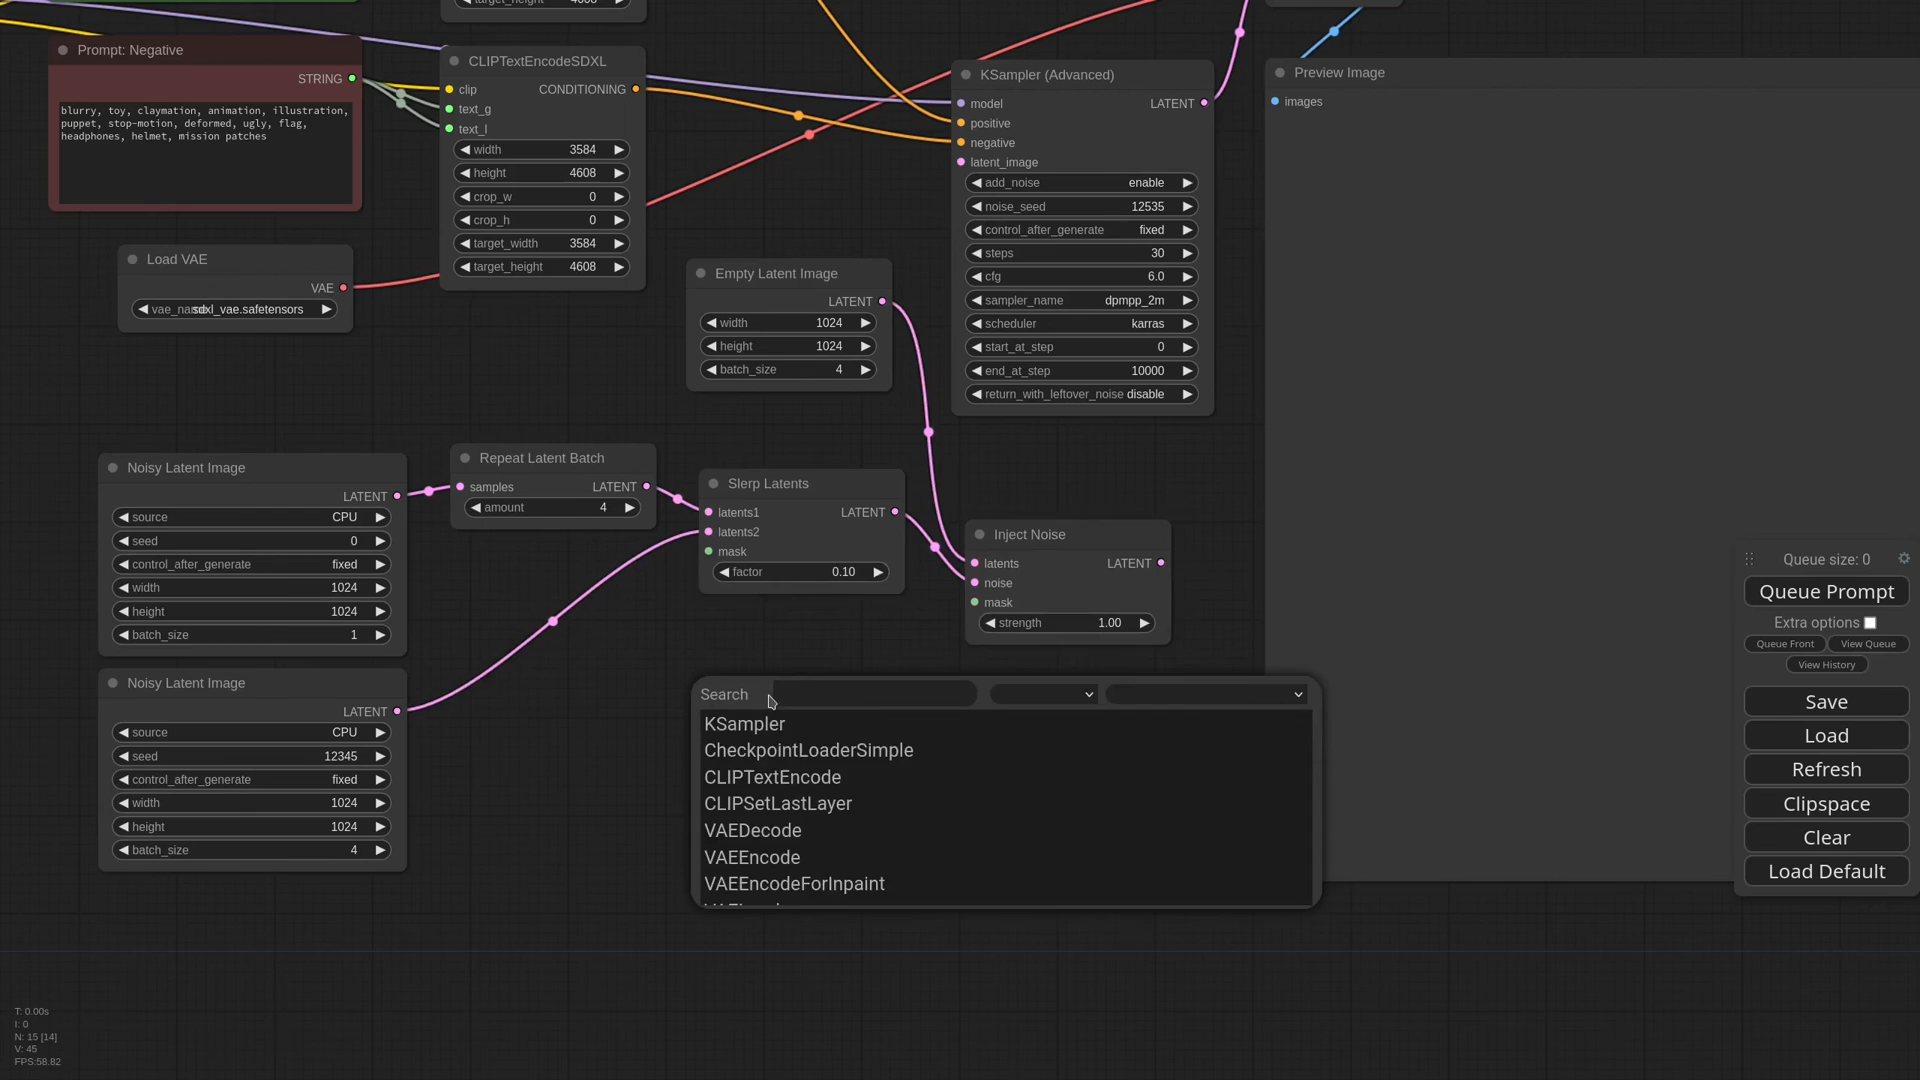 target_height 4608
Prompt: Negative
STRING
blurry, toy, claymation, animation, illustration,
puppet, stop-motion, deformed, ugly, flag,
headphones, helmet, mission patches
CLIPTextEncodeSDXL
clip CONDITIONING
text_g
text_l
width 3584
height 4608
crop_w 0
crop_h 0
target_width 3584
target_height 4608
KSampler (Advanced)
model LATENT
positive
negative
latent_image
add_noise enable
noise_seed 12535
control_after_generate fixed
steps 30
cfg 6.0
sampler_name dpmpp_2m
scheduler karras
start_at_step 0
end_at_step 10000
return_with_leftover_noise disable
Preview Image
images
Load VAE
VAE
sdxl_vae.safetensors
Empty Latent Image
LATENT
width 1024
height 1024
batch_size 4
Noisy Latent Image
LATENT
source CPU
seed 0
control_after_generate fixed
width 1024
height 1024
batch_size 1
Repeat Latent Batch
samples LATENT
amount 4
Slerp Latents
latents1 LATENT
latents2
mask
factor 0.10
Inject Noise
latents LATENT
noise
mask
strength 1.00
Noisy Latent Image
LATENT
source CPU
seed 12345
control_after_generate fixed
width 1024
height 1024
batch_size 4
Search
KSampler
CheckpointLoaderSimple
CLIPTextEncode
CLIPSetLastLayer
VAEDecode
VAEEncode
VAEEncodeForInpaint
Queue size: 0
Queue Prompt
Extra options
Queue Front View Queue
View History
Save
Load
Refresh
Clipspace
Clear
Load Default
T: 0.00s
I: 0
N: 15 [14]
V: 45
FPS:58.82